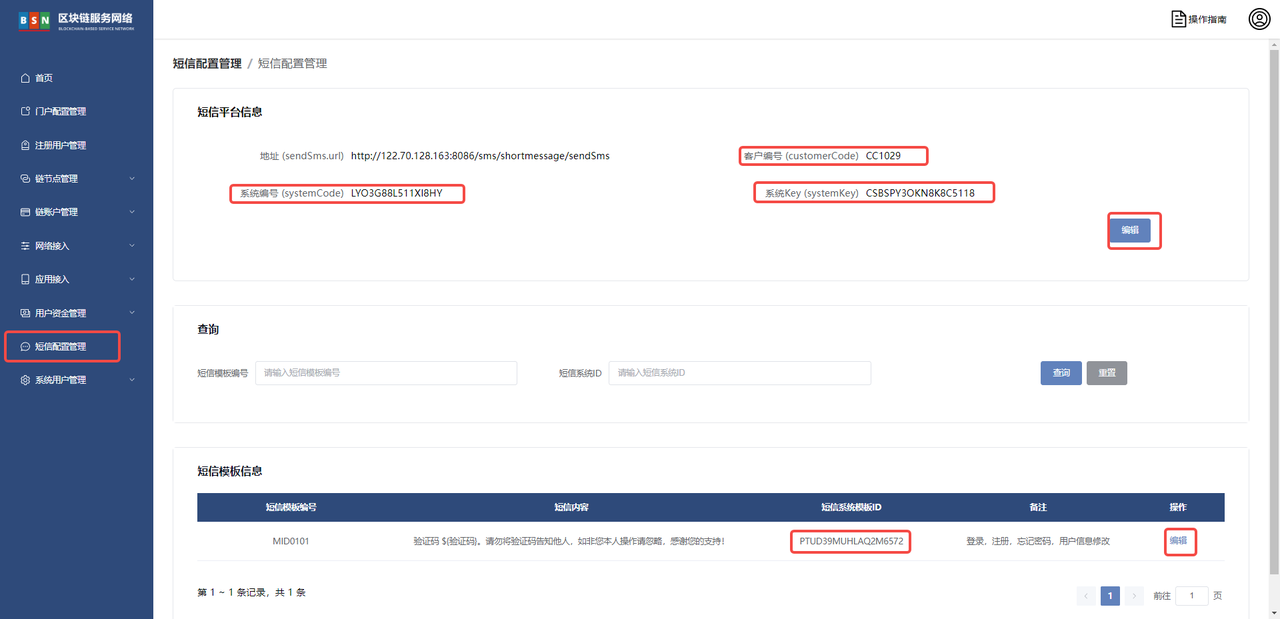 BSN 区块链服务网络
BLOCKCHAIN-BASED SERVICE NETWORK
操作指南
首页
门户配置管理
注册用户管理
链节点管理
链账户管理
网络接入
应用接入
用户资金管理
短信配置管理
系统用户管理
短信配置管理 / 短信配置管理
短信平台信息
地址 (sendSms.url) http://122.70.128.163:8086/sms/shortmessage/sendSms
客户编号 (customerCode) CC1029
系统编号 (systemCode) LYO3G88L511XI8HY
系统Key (systemKey) CSBSPY3OKN8K8C5118
编辑
查询
短信模板编号 请输入短信模板编号
短信系统ID 请输入短信系统ID
查询 重置
短信模板信息
短信模板编号 短信内容 短信系统模板ID 备注 操作
MID0101 验证码 ${验证码}。请勿将验证码告知他人，如非您本人操作请忽略，感谢您的支持！ PTUD39MUHLAQ2M6572 登录，注册，忘记密码，用户信息修改 编辑
第 1 ~ 1 条记录，共 1 条
‹ 1 › 前往 1 页